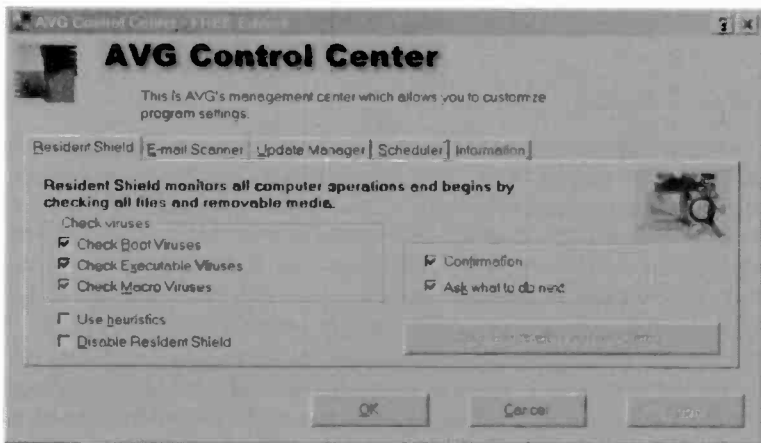 AVG Control Center - FREE Edition
AVG Control Center
This is AVG's management center which allows you to customize
program settings.
Resident Shield
E-mail Scanner
Update Manager
Scheduler
Information
Resident Shield monitors all computer operations and begins by
checking all files and removable media.
Check viruses
Check Boot Viruses
Check Executable Viruses
Check Macro Viruses
Confirmation
Ask what to do next
Use heuristics
Disable Resident Shield
OK
Cancel